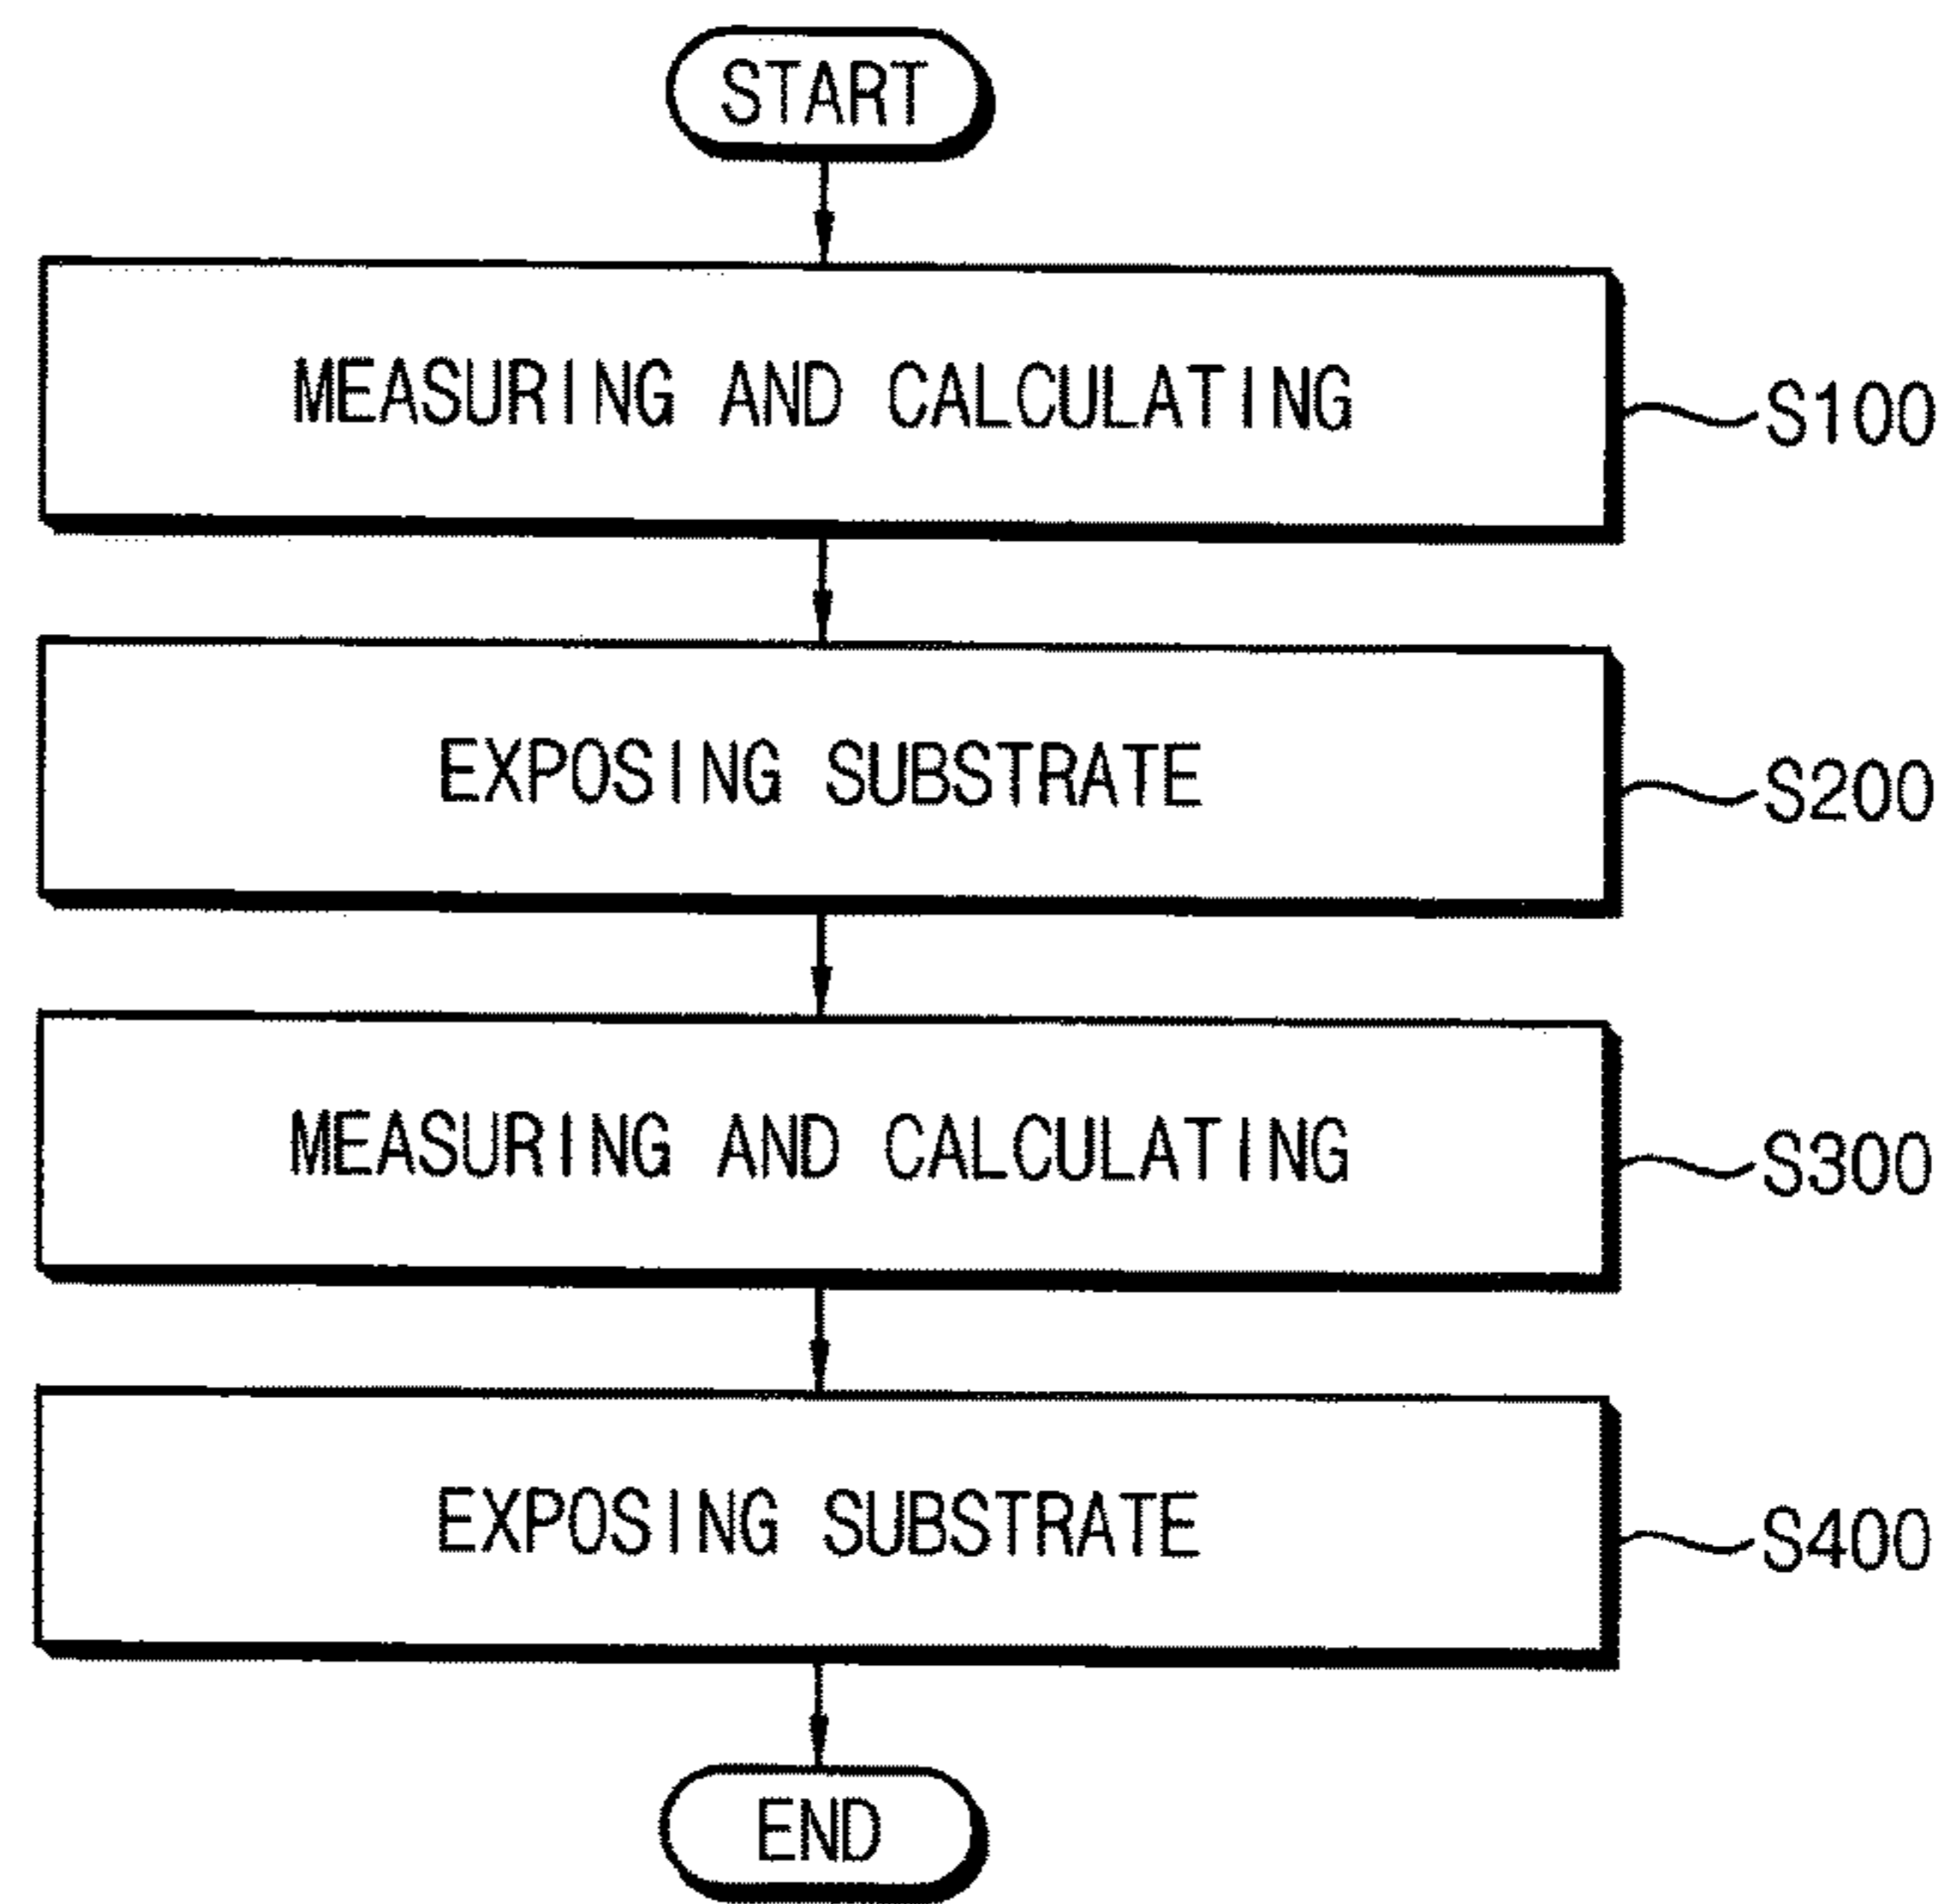 START
MEASURING AND CALCULATING
S100
EXPOSING SUBSTRATE
S200
MEASURING AND CALCULATING
S300
EXPOSING SUBSTRATE
S400
END